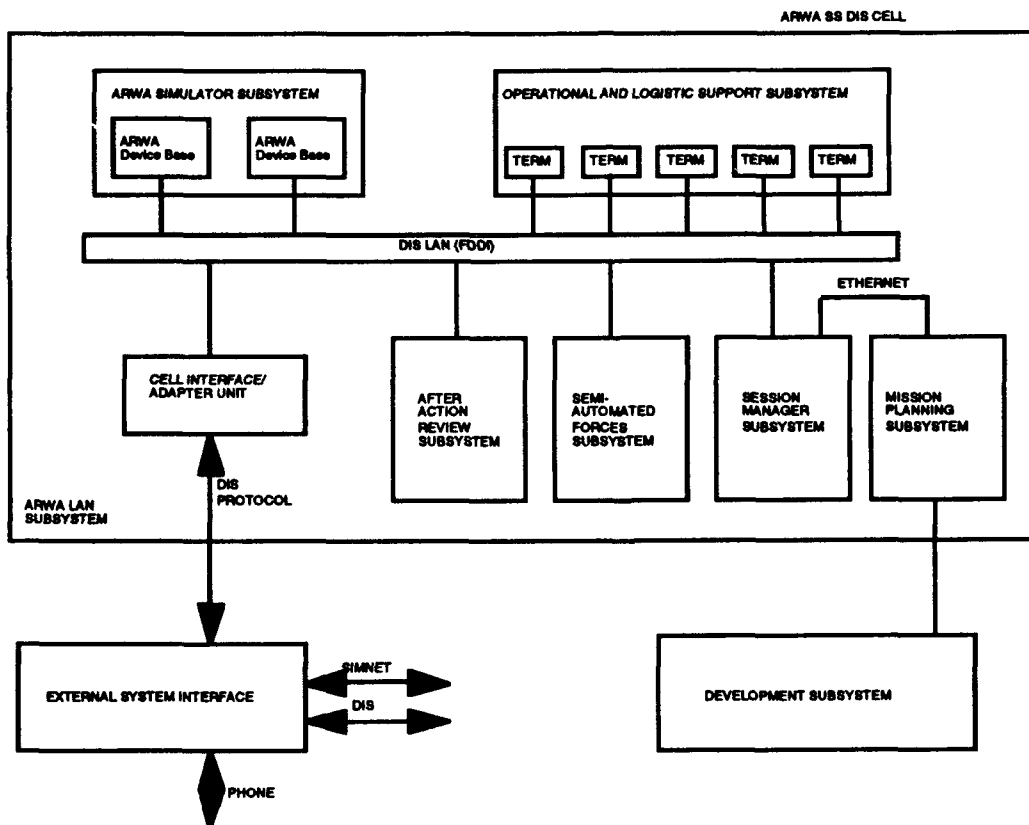 ARWA SS DIS CELL
ARWA SIMULATOR SUBSYSTEM
ARWA
Device Base
ARWA
Device Base
OPERATIONAL AND LOGISTIC SUPPORT SUBSYSTEM
TERM
TERM
TERM
TERM
TERM
DIS LAN (FDDI)
ETHERNET
CELL INTERFACE/
ADAPTER UNIT
AFTER
ACTION
REVIEW
SUBSYSTEM
SEMI-
AUTOMATED
FORCES
SUBSYSTEM
SESSION
MANAGER
SUBSYSTEM
MISSION
PLANNING
SUBSYSTEM
DIS
PROTOCOL
ARWA LAN
SUBSYSTEM
EXTERNAL SYSTEM INTERFACE
SIMNET
DIS
PHONE
DEVELOPMENT SUBSYSTEM